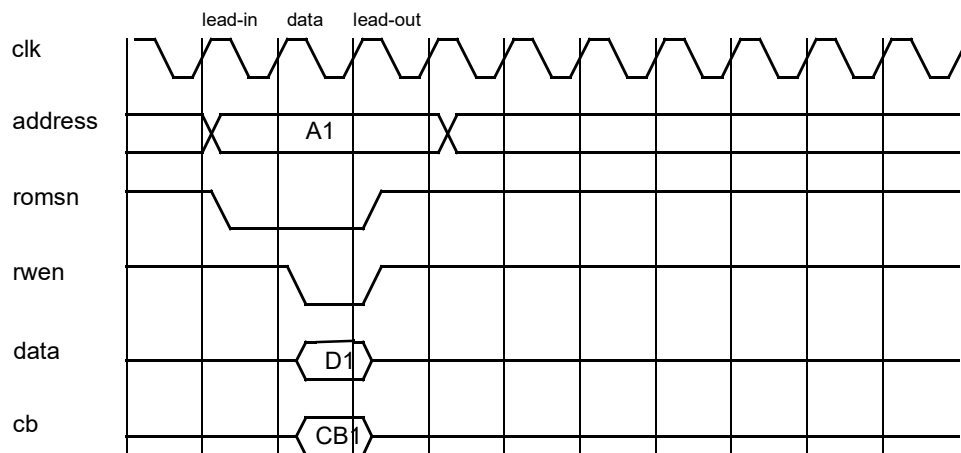 lead-in data lead-out
clk
address A1
romsn
rwen
data D1
cb CB1